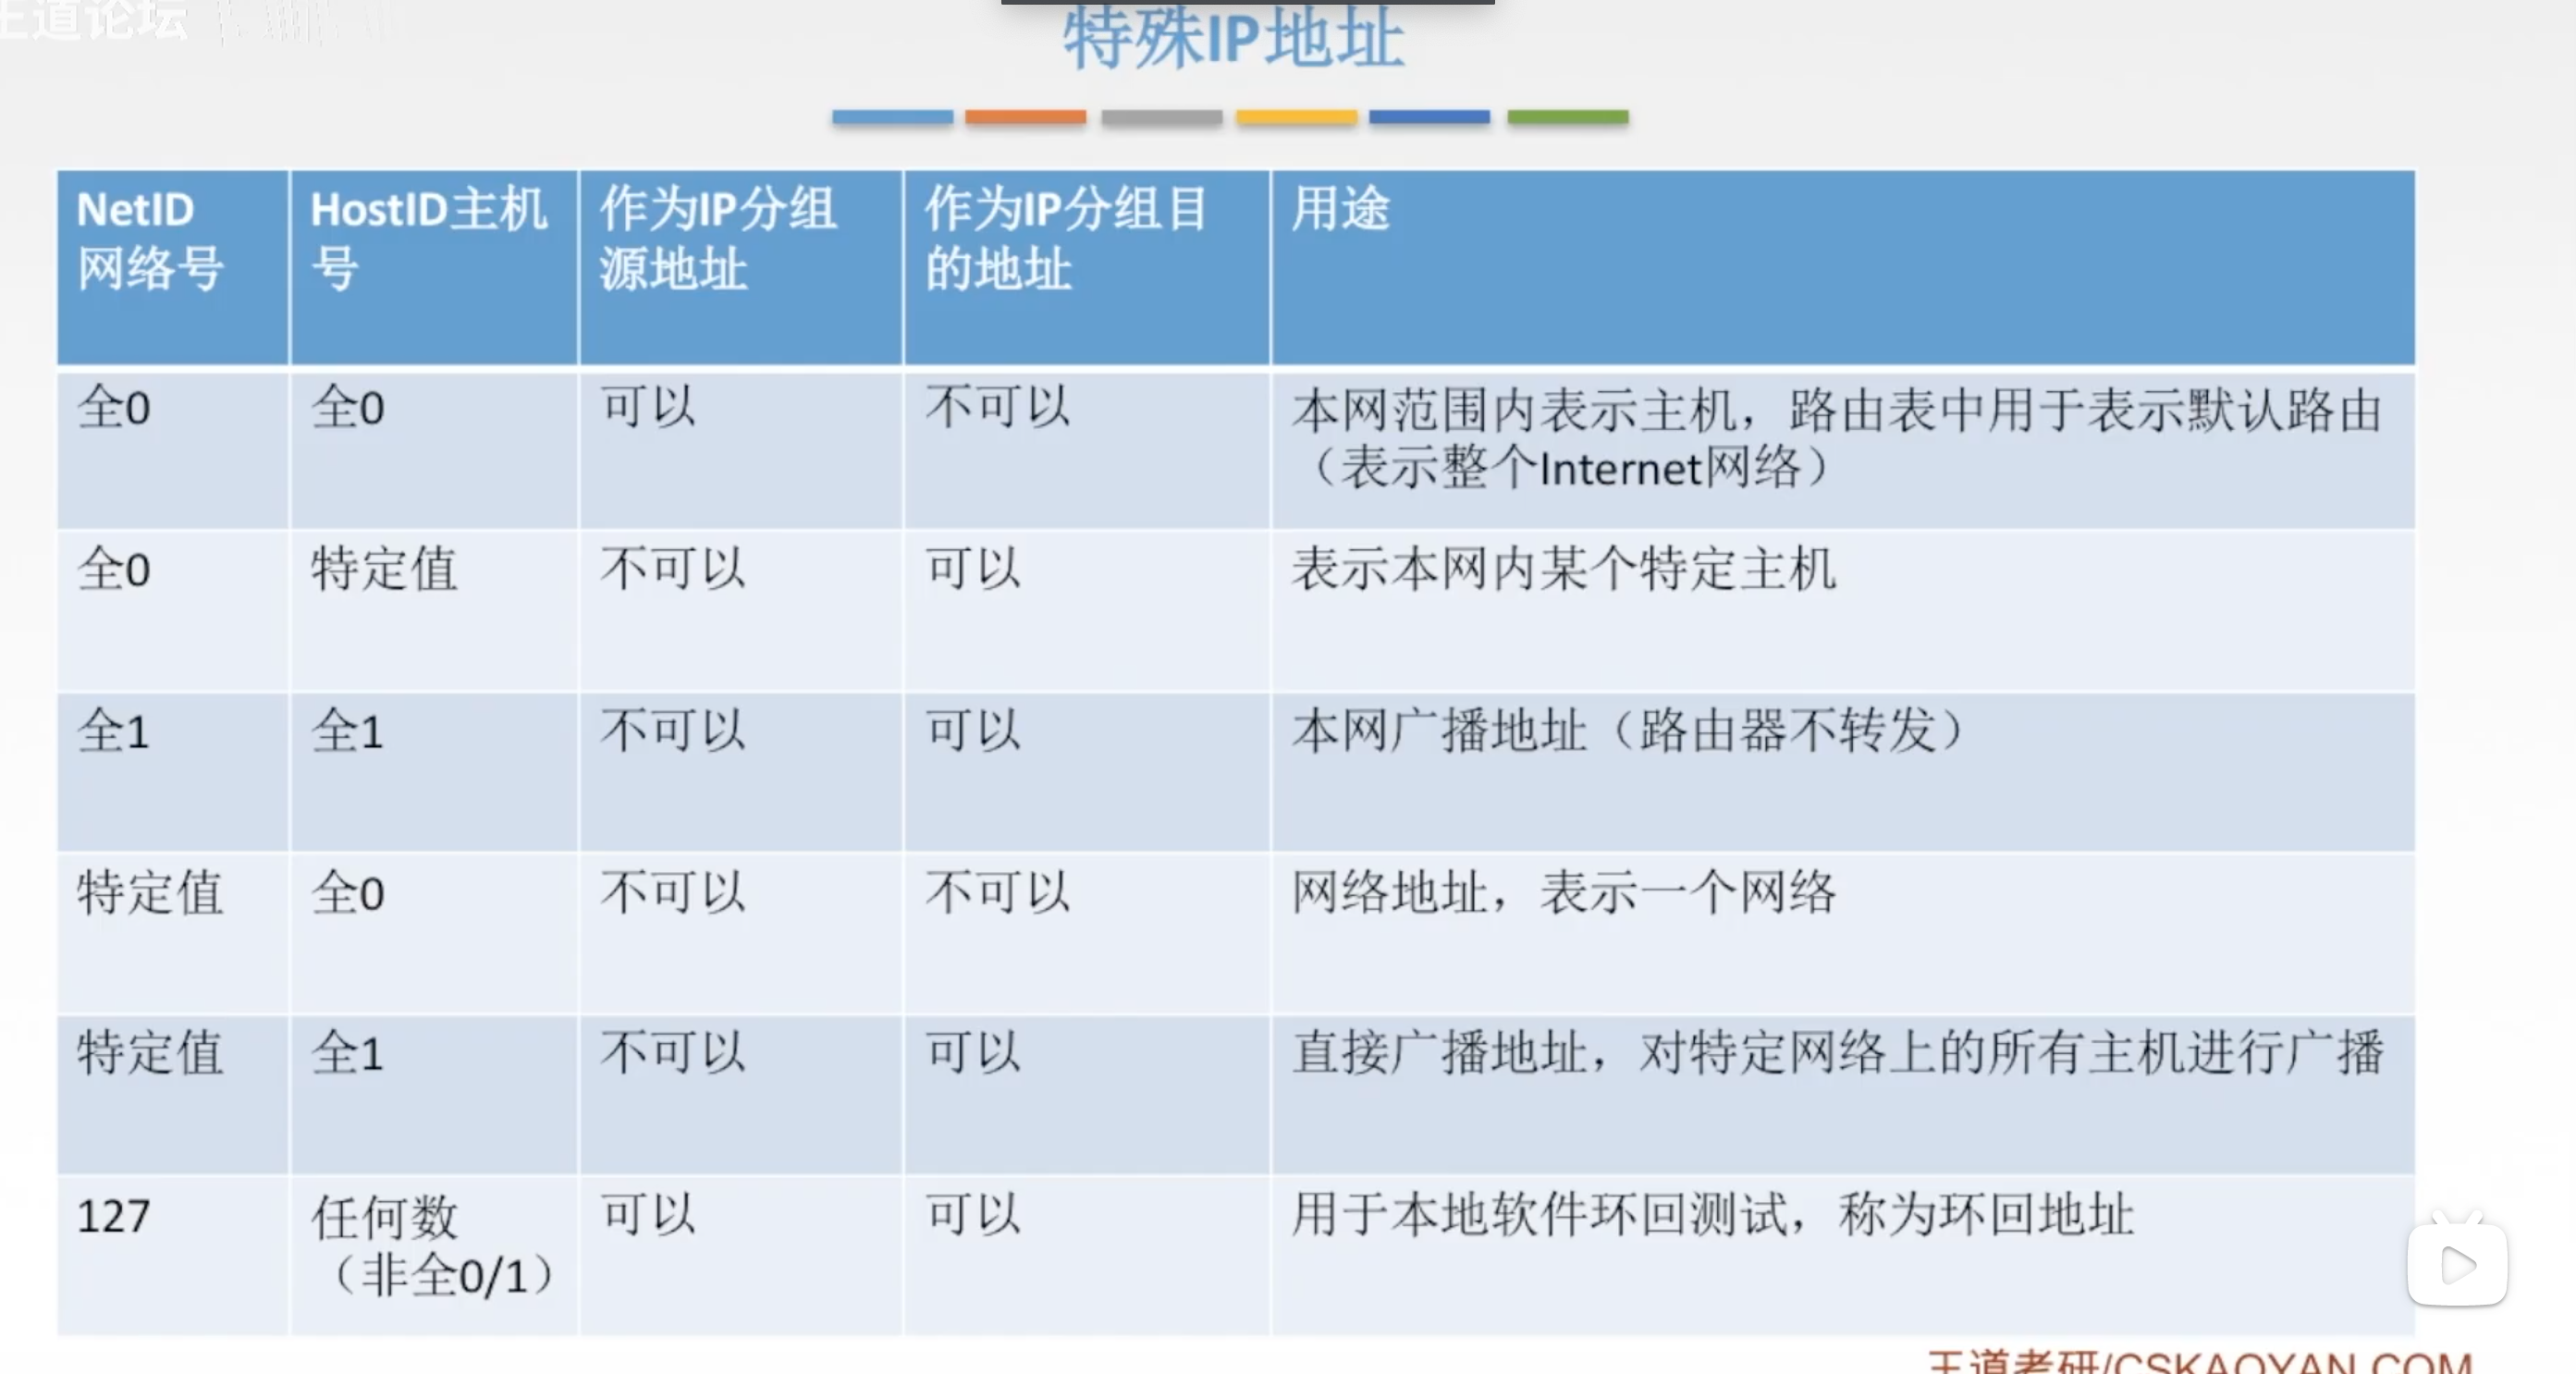 王道论坛
特殊IP地址
NetID
网络号
HostID主机
号
作为IP分组
源地址
作为IP分组目
的地址
用途
全0
全0
可以
不可以
本网范围内表示主机，路由表中用于表示默认路由
（表示整个Internet网络）
全0
特定值
不可以
可以
表示本网内某个特定主机
全1
全1
不可以
可以
本网广播地址（路由器不转发）
特定值
全0
不可以
不可以
网络地址，表示一个网络
特定值
全1
不可以
可以
直接广播地址，对特定网络上的所有主机进行广播
127
任何数
（非全0/1）
可以
可以
用于本地软件环回测试，称为环回地址
王道考研/CSKAOYAN.COM